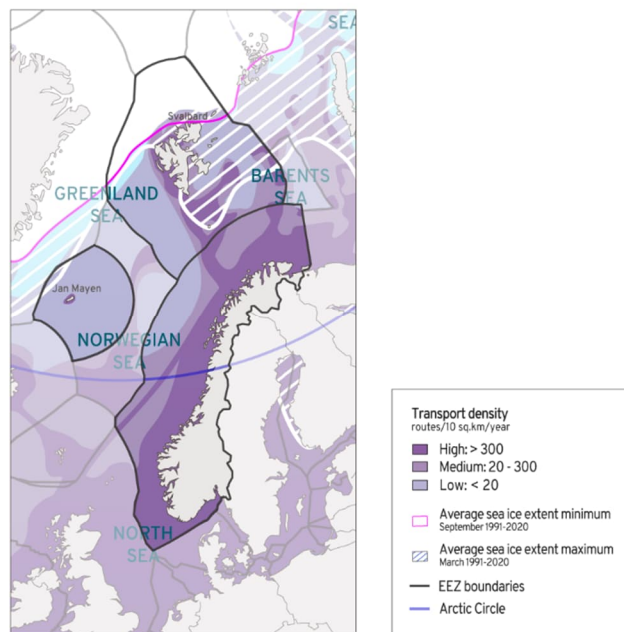 SEA
Svalbard
BARENTS
SEA
GREENLAND
SEA
Jan Mayen
NORWEGIAN
SEA
NORTH
SEA
Transport density
routes/10 sq.km/year
High: > 300
Medium: 20 - 300
Low: < 20
Average sea ice extent minimum
September 1991-2020
Average sea ice extent maximum
March 1991-2020
EEZ boundaries
Arctic Circle